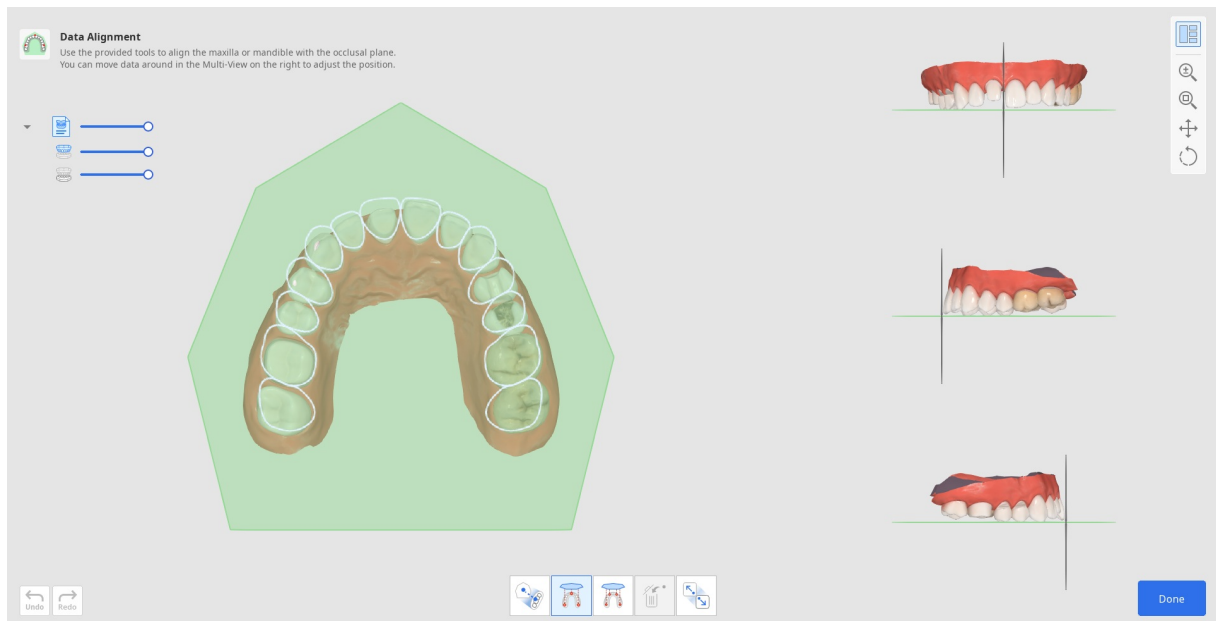 Data Alignment
Use the provided tools to align the maxilla or mandible with the occlusal plane.
You can move data around in the Multi-View on the right to adjust the position.
Undo
Redo
Done